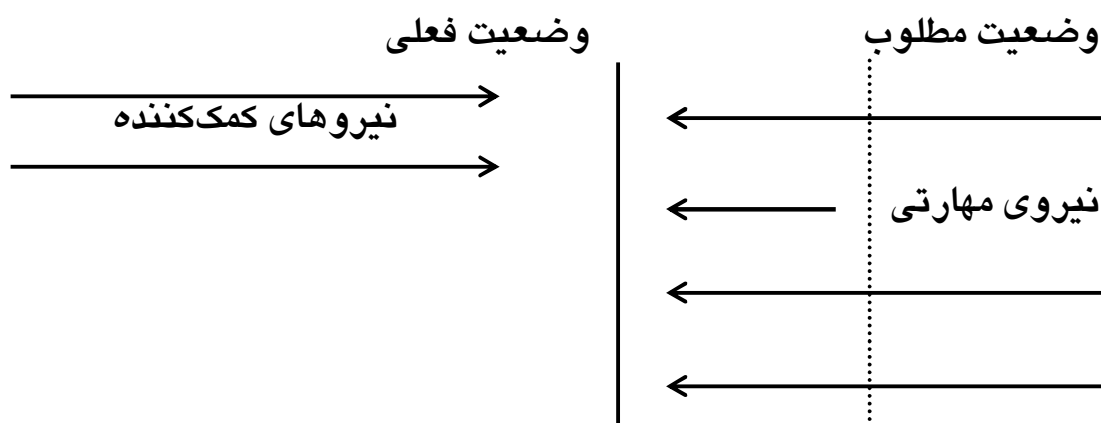 وضعیت مطلوب
وضعیت فعلی
نیروهای کمک‌کننده
نیروی مهارتی